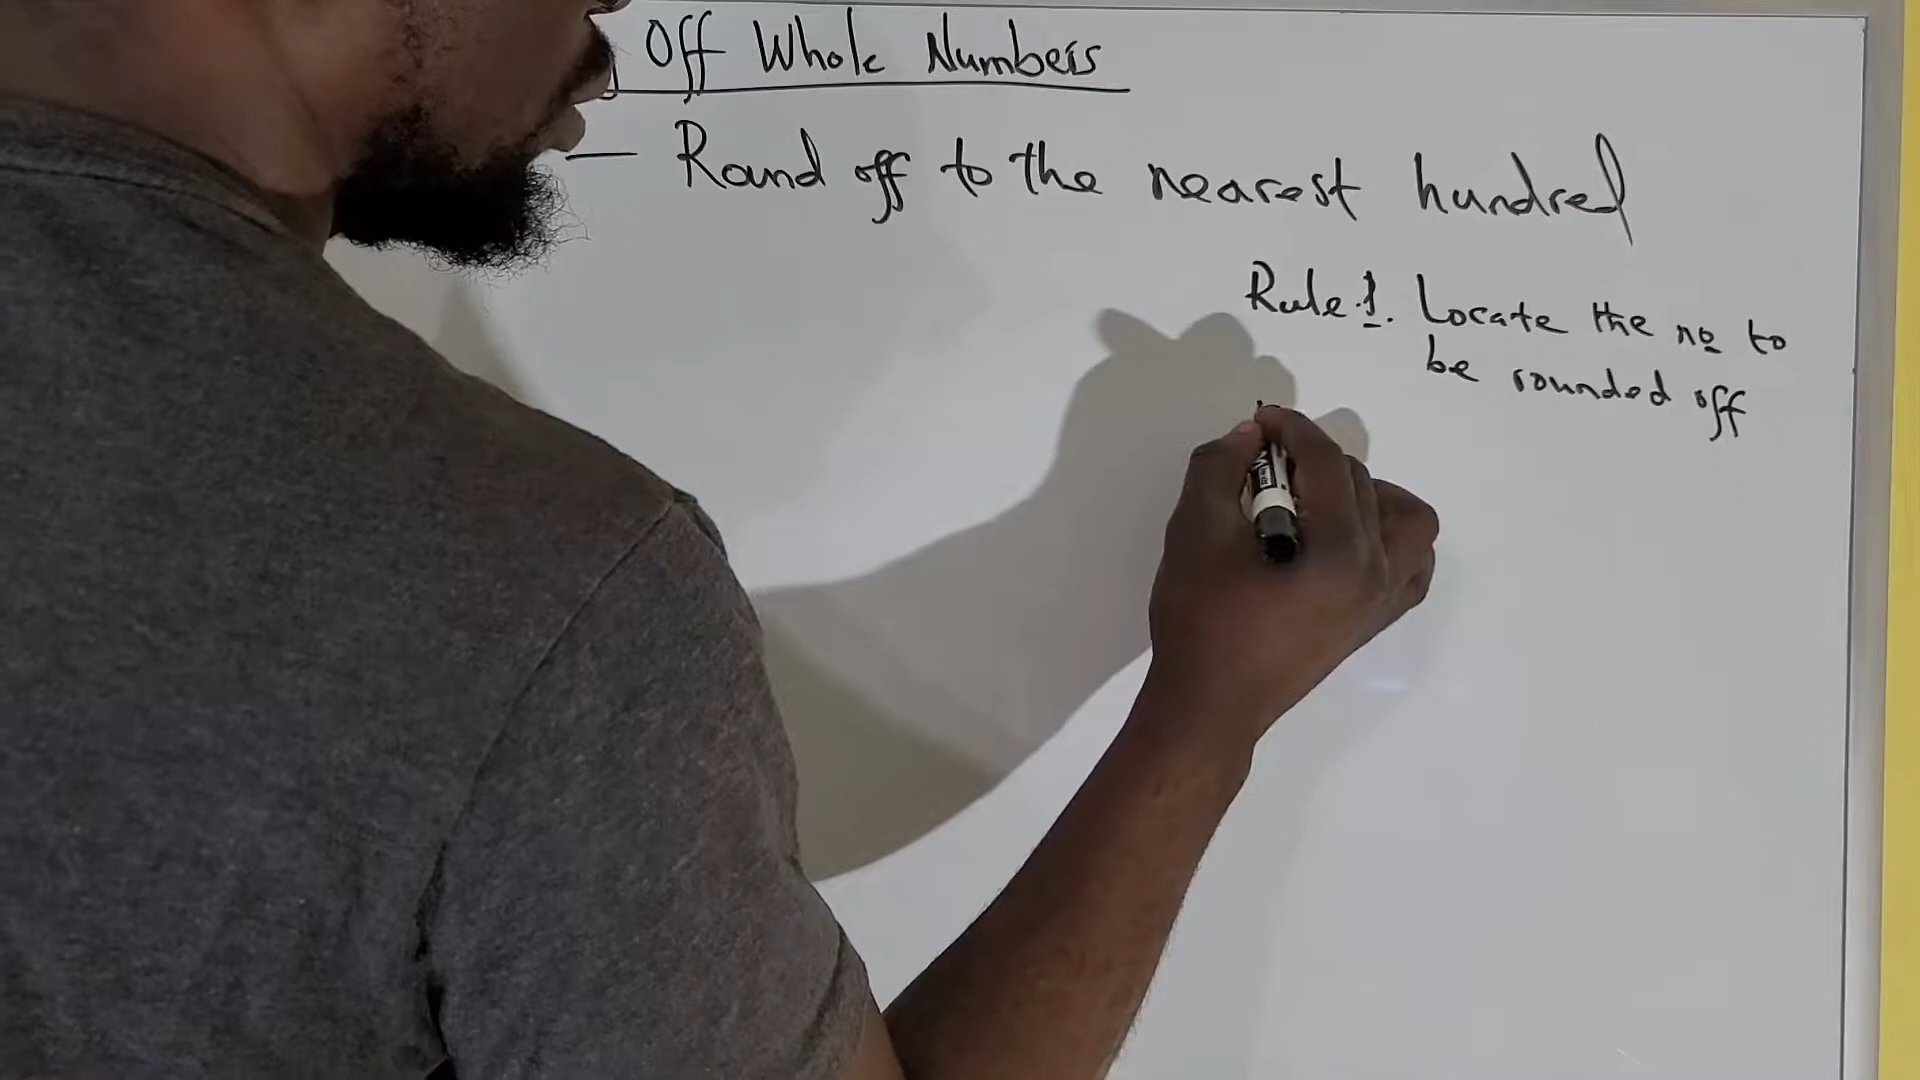 Off Whole Numbers
— Round off to the nearest hundred
Rule 1. Locate the no to
be rounded off